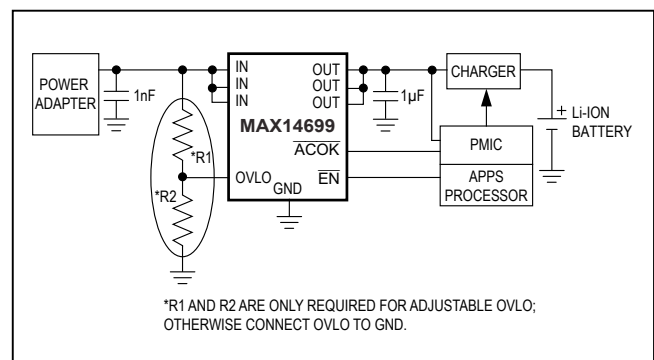 POWER
ADAPTER
1nF
*R1
*R2
IN
IN
IN
OUT
OUT
OUT
MAX14699
ACOK
OVLO
EN
GND
1µF
CHARGER
PMIC
APPS
PROCESSOR
+
Li-ION
BATTERY
*R1 AND R2 ARE ONLY REQUIRED FOR ADJUSTABLE OVLO;
OTHERWISE CONNECT OVLO TO GND.